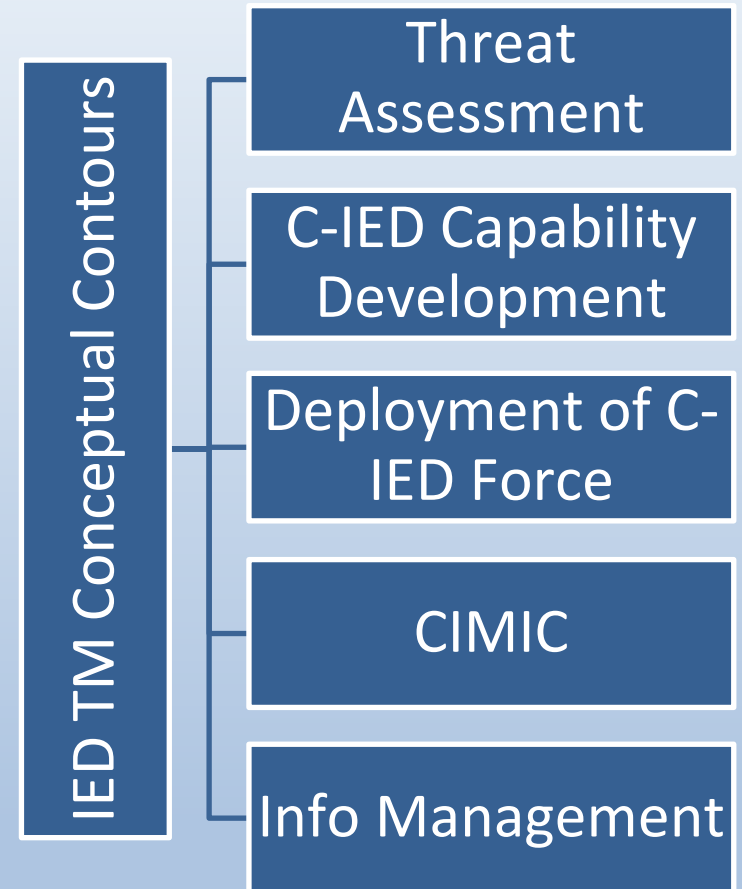 IED TM Conceptual Contours
Threat
Assessment
C-IED Capability
Development
Deployment of C-
IED Force
CIMIC
Info Management